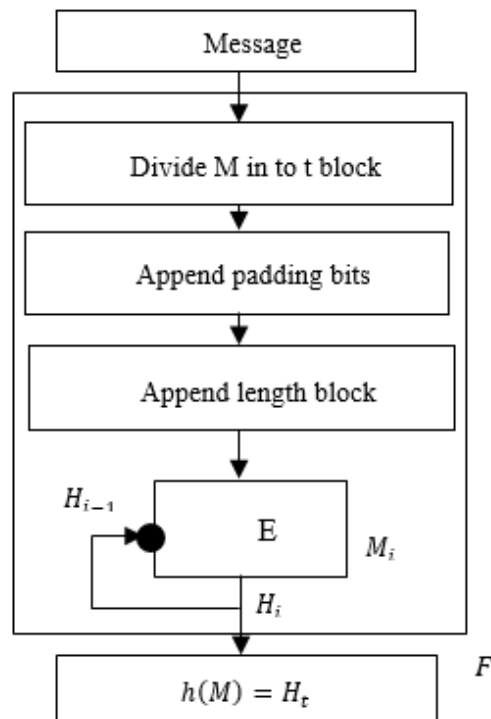 Message
Divide M in to t block
Append padding bits
Append length block
H_{i-1}
E
M_i
H_i
F
h(M) = H_t